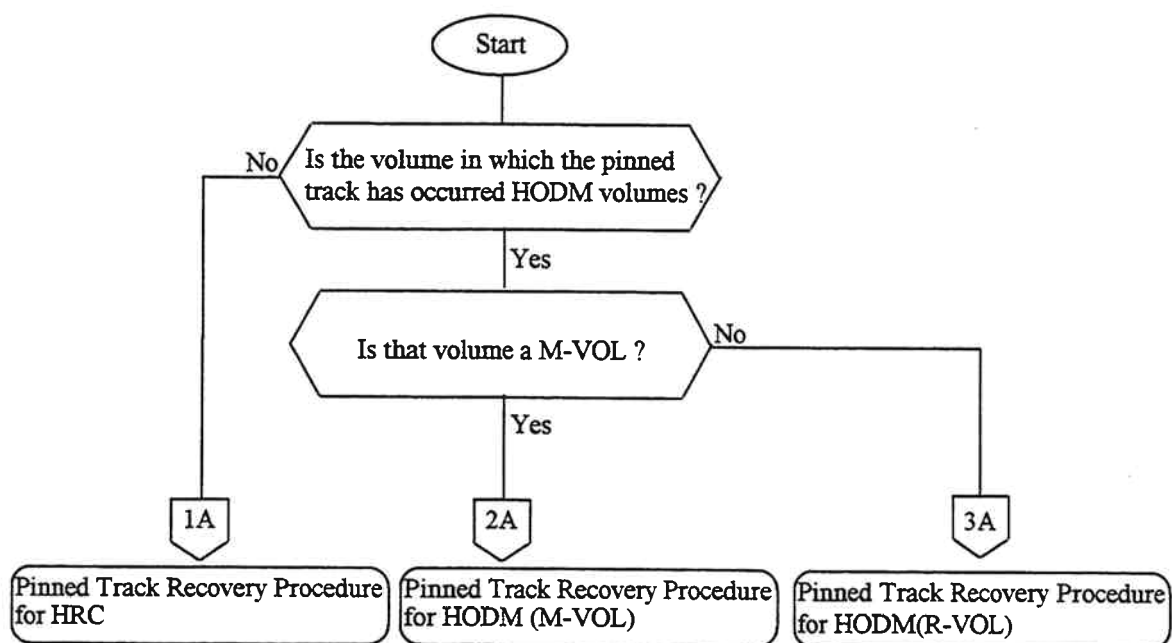 Start
Is the volume in which the pinned
track has occurred HODM volumes ?
No
Yes
Is that volume a M-VOL ?
No
Yes
1A
2A
3A
Pinned Track Recovery Procedure
for HRC
Pinned Track Recovery Procedure
for HODM (M-VOL)
Pinned Track Recovery Procedure
for HODM(R-VOL)